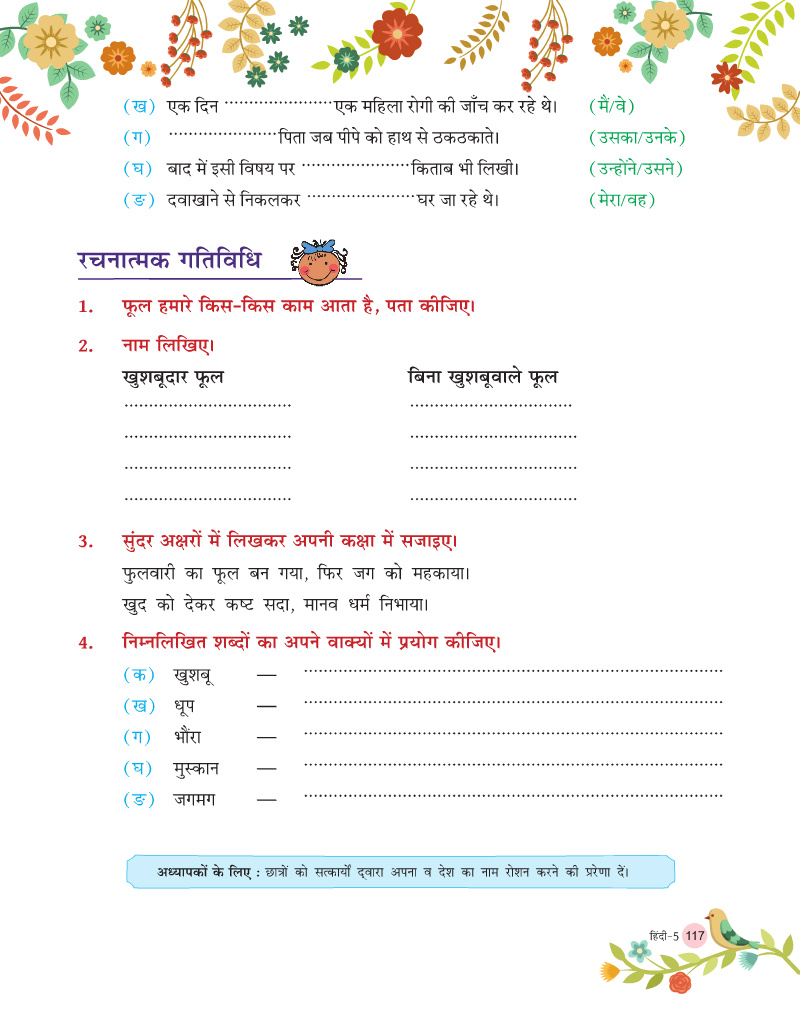 (ख) एक दिन ...................... एक महिला रोगी की जाँच कर रहे थे। (मैं/वे)
(ग) ...................... पिता जब पीपे को हाथ से ठकठकाते। (उसका/उनके)
(घ) बाद में इसी विषय पर ...................... किताब भी लिखी। (उन्होंने/उसने)
(ङ) दवाखाने से निकलकर ...................... घर जा रहे थे। (मेरा/वह)
रचनात्मक गतिविधि
1. फूल हमारे किस-किस काम आता है, पता कीजिए।
2. नाम लिखिए।
खुशबूदार फूल बिना खुशबूवाले फूल
.................................. ..................................
.................................. ..................................
.................................. ..................................
.................................. ..................................
3. सुंदर अक्षरों में लिखकर अपनी कक्षा में सजाइए।
फुलवारी का फूल बन गया, फिर जग को महकाया।
खुद को देकर कष्ट सदा, मानव धर्म निभाया।
4. निम्नलिखित शब्दों का अपने वाक्यों में प्रयोग कीजिए।
(क) खुशबू — ..................................................................
(ख) धूप — ..................................................................
(ग) भौंरा — ..................................................................
(घ) मुस्कान — ..................................................................
(ङ) जगमग — ..................................................................
अध्यापकों के लिए : छात्रों को सत्कार्यों द्वारा अपना व देश का नाम रोशन करने की प्ररेणा दें।
हिंदी-5 117